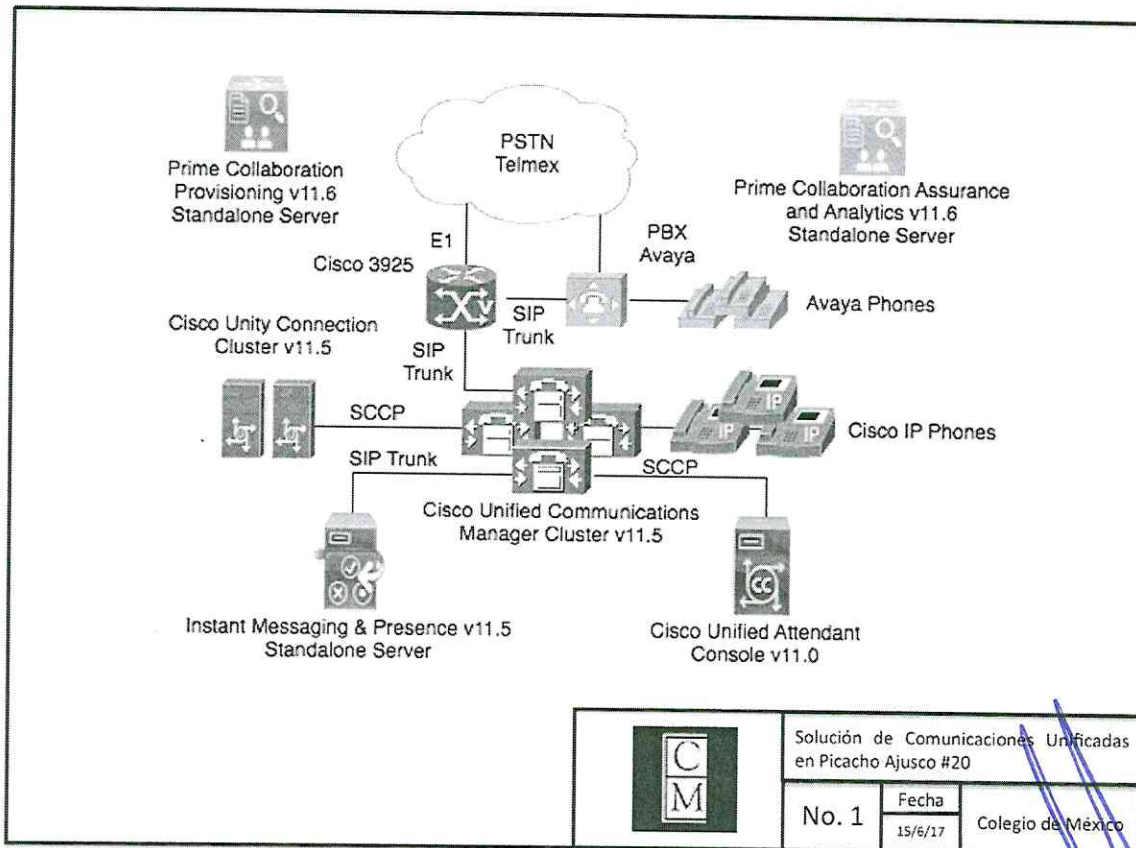 PSTN
Telmex
Prime Collaboration
Provisioning v11.6
Standalone Server
Prime Collaboration Assurance
and Analytics v11.6
Standalone Server
E1
PBX
Avaya
Cisco 3925
SIP
Trunk
Avaya Phones
Cisco Unity Connection
Cluster v11.5
SIP
Trunk
SCCP
IP
IP
IP
Cisco IP Phones
SIP Trunk
SCCP
Cisco Unified Communications
Manager Cluster v11.5
CC
Instant Messaging & Presence v11.5
Standalone Server
Cisco Unified Attendant
Console v11.0
C
M
Solución de Comunicaciones Unificadas
en Picacho Ajusco #20
No. 1
Fecha
15/6/17
Colegio de México